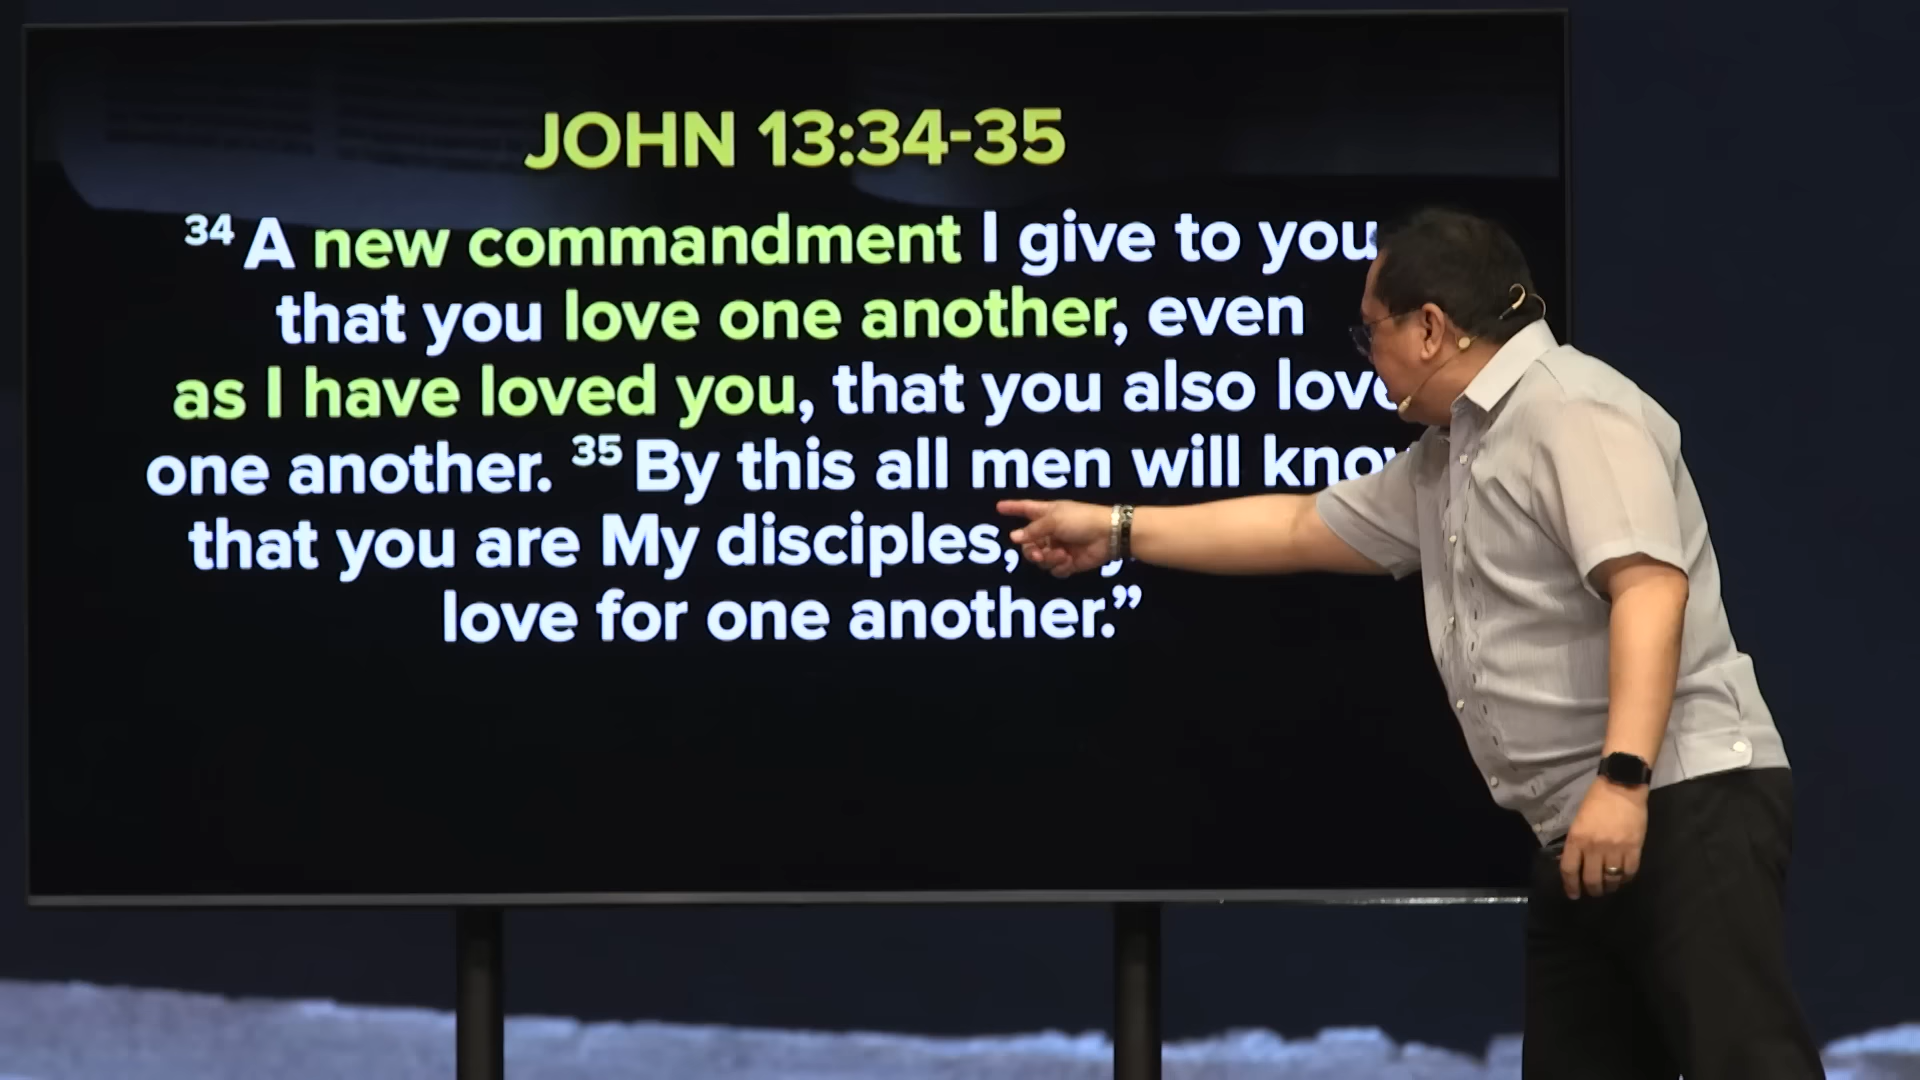 JOHN 13:34-35
34 A new commandment I give to you
that you love one another, even
as I have loved you, that you also love
one another. 35 By this all men will know
that you are My disciples,
love for one another.”